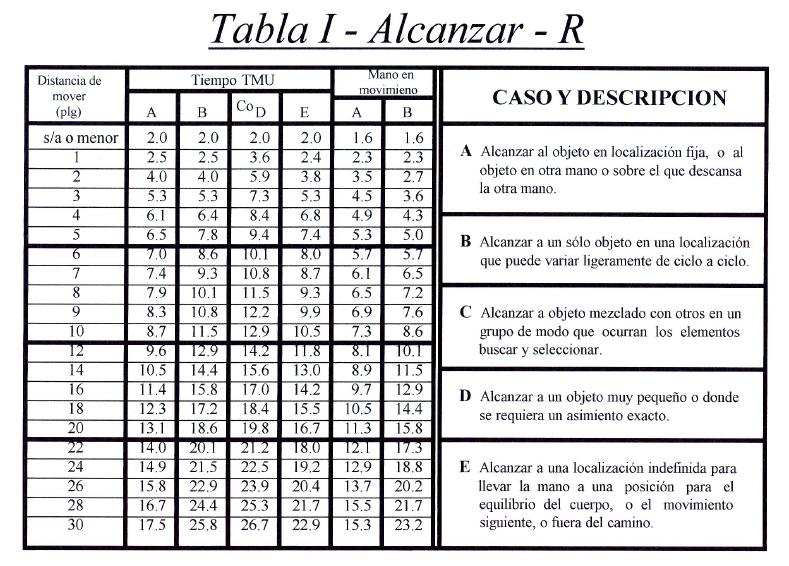 Tabla I - Alcanzar - R
Distancia de mover (plg) Tiempo TMU Mano en movimieno CASO Y DESCRIPCION
A B Co D E A B
s/a o menor 2.0 2.0 2.0 2.0 1.6 1.6
1 2.5 2.5 3.6 2.4 2.3 2.3
2 4.0 4.0 5.9 3.8 3.5 2.7
3 5.3 5.3 7.3 5.3 4.5 3.6
4 6.1 6.4 8.4 6.8 4.9 4.3
5 6.5 7.8 9.4 7.4 5.3 5.0
6 7.0 8.6 10.1 8.0 5.7 5.7
7 7.4 9.3 10.8 8.7 6.1 6.5
8 7.9 10.1 11.5 9.3 6.5 7.2
9 8.3 10.8 12.2 9.9 6.9 7.6
10 8.7 11.5 12.9 10.5 7.3 8.6
12 9.6 12.9 14.2 11.8 8.1 10.1
14 10.5 14.4 15.6 13.0 8.9 11.5
16 11.4 15.8 17.0 14.2 9.7 12.9
18 12.3 17.2 18.4 15.5 10.5 14.4
20 13.1 18.6 19.8 16.7 11.3 15.8
22 14.0 20.1 21.2 18.0 12.1 17.3
24 14.9 21.5 22.5 19.2 12.9 18.8
26 15.8 22.9 23.9 20.4 13.7 20.2
28 16.7 24.4 25.3 21.7 15.5 21.7
30 17.5 25.8 26.7 22.9 15.3 23.2
A Alcanzar al objeto en localización fija, o al
objeto en otra mano o sobre el que descansa
la otra mano.
B Alcanzar a un sólo objeto en una localización
que puede variar ligeramente de ciclo a ciclo.
C Alcanzar a objeto mezclado con otros en un
grupo de modo que ocurran los elementos
buscar y seleccionar.
D Alcanzar a un objeto muy pequeño o donde
se requiera un asimiento exacto.
E Alcanzar a una localización indefinida para
llevar la mano a una posición para el
equilibrio del cuerpo, o el movimiento
siguiente, o fuera del camino.